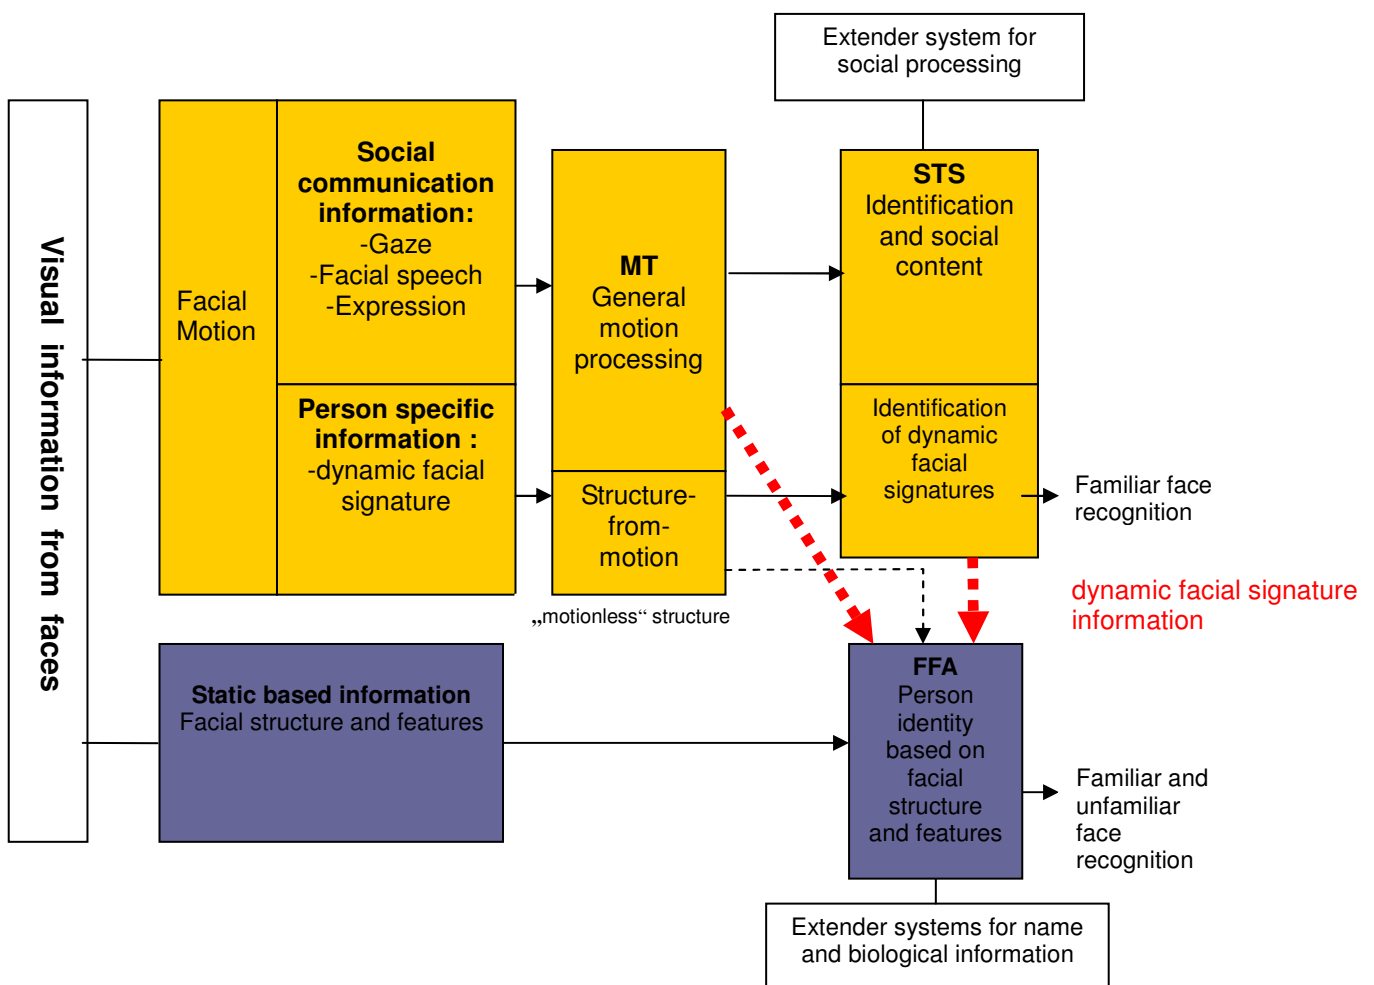 Extender system for
social processing
Visual information from faces
Facial
Motion
Social
communication
information:
-Gaze
-Facial speech
-Expression
Person specific
information :
-dynamic facial
signature
MT
General
motion
processing
Structure-
from-
motion
„motionless“ structure
STS
Identification
and social
content
Identification
of dynamic
facial
signatures
Familiar face
recognition
dynamic facial signature
information
Static based information
Facial structure and features
FFA
Person
identity
based on
facial
structure
and features
Familiar and
unfamiliar
face
recognition
Extender systems for name
and biological information